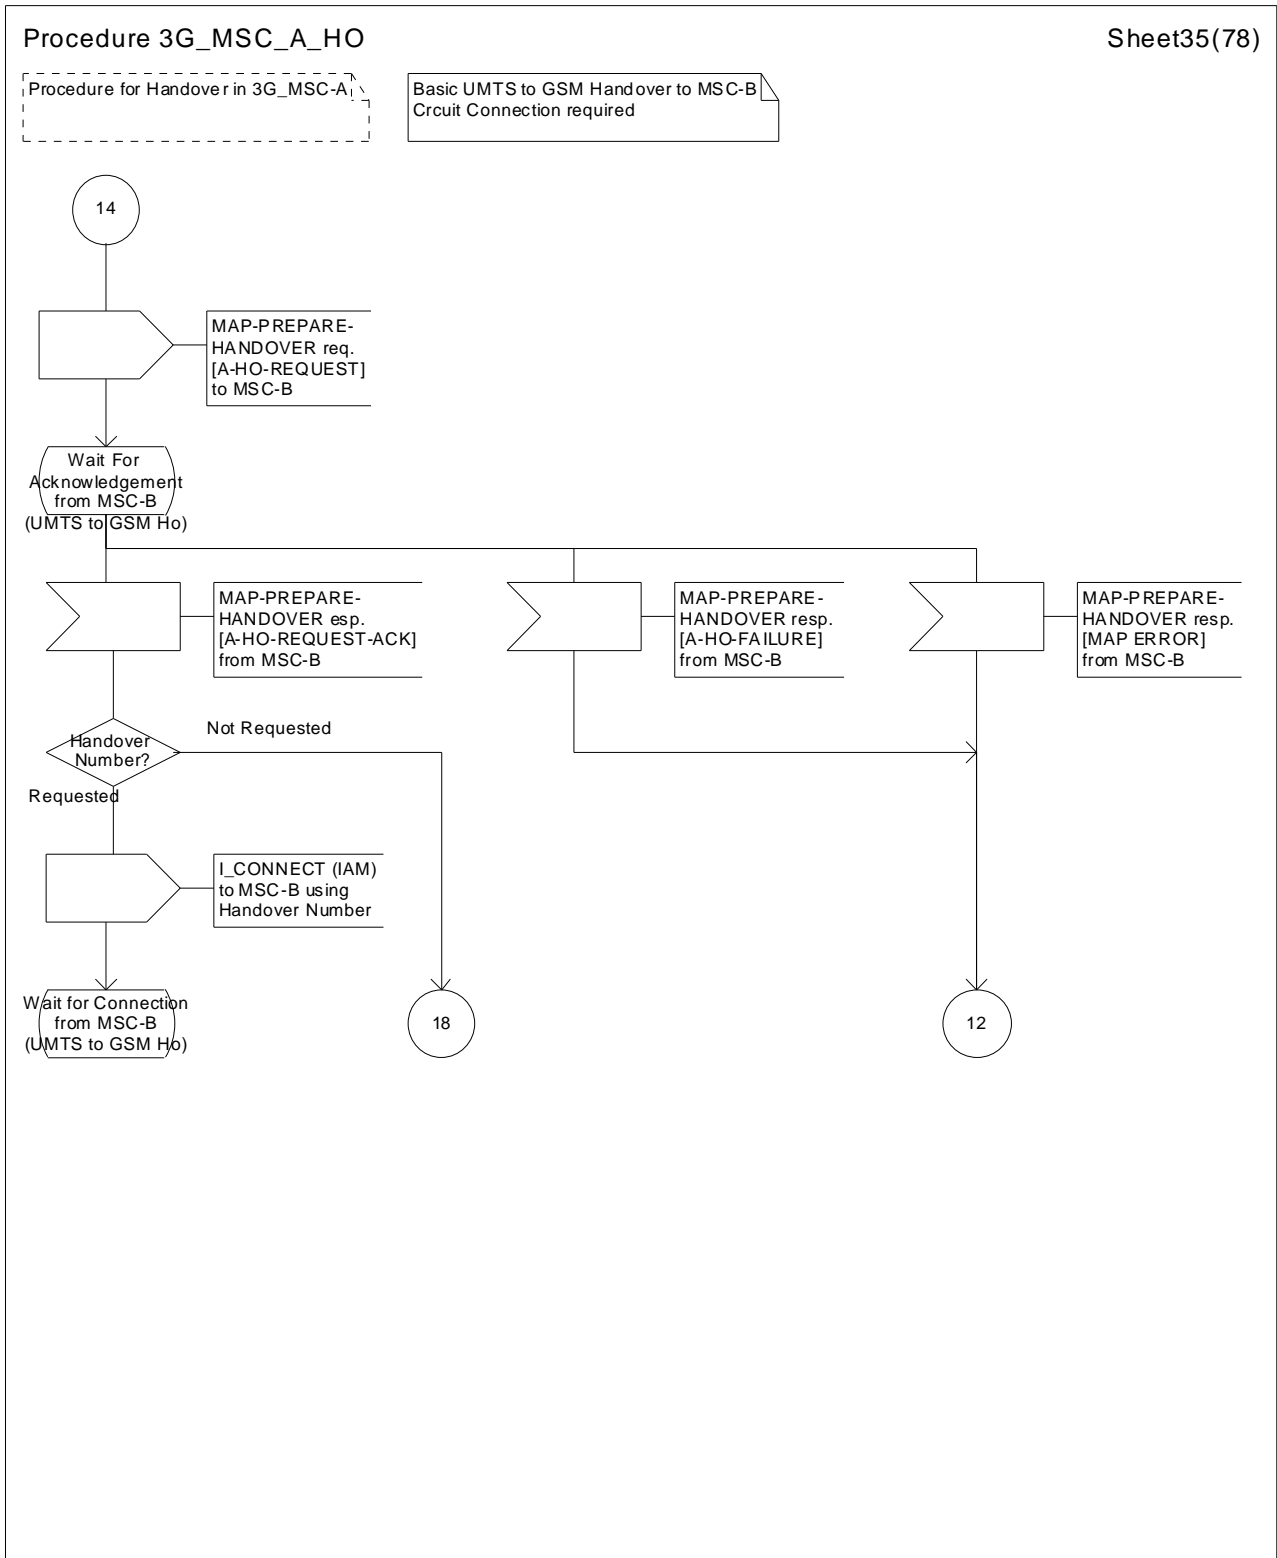 Procedure 3G_MSC_A_HO
Sheet35(78)
Procedure for Handover in 3G_MSC-A
Basic UMTS to GSM Handover to MSC-B
Crcuit Connection required
14
MAP-PREPARE-
HANDOVER req.
[A-HO-REQUEST]
to MSC-B
Wait For
Acknowledgement
from MSC-B
(UMTS to GSM Ho)
MAP-PREPARE-
HANDOVER esp.
[A-HO-REQUEST-ACK]
from MSC-B
MAP-PREPARE-
HANDOVER resp.
[A-HO-FAILURE]
from MSC-B
MAP-PREPARE-
HANDOVER resp.
[MAP ERROR]
from MSC-B
Not Requested
Handover
Number?
Requested
I_CONNECT (IAM)
to MSC-B using
Handover Number
Wait for Connection
from MSC-B
(UMTS to GSM Ho)
18
12